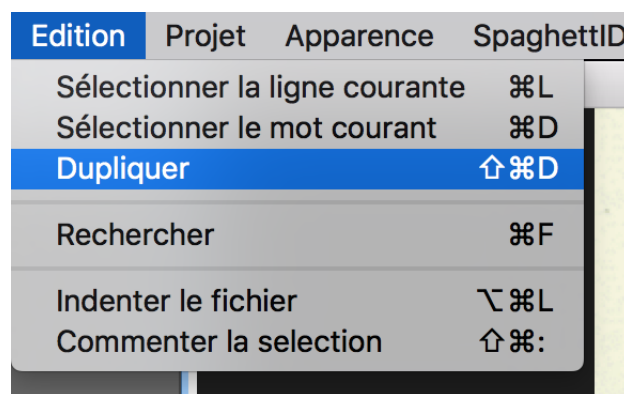 Edition Projet Apparence SpaghettID
Sélectionner la ligne courante ⌘L
Sélectionner le mot courant ⌘D
Dupliquer ⇧⌘D
Rechercher ⌘F
Indenter le fichier ⌥⌘L
Commenter la selection ⇧⌘: